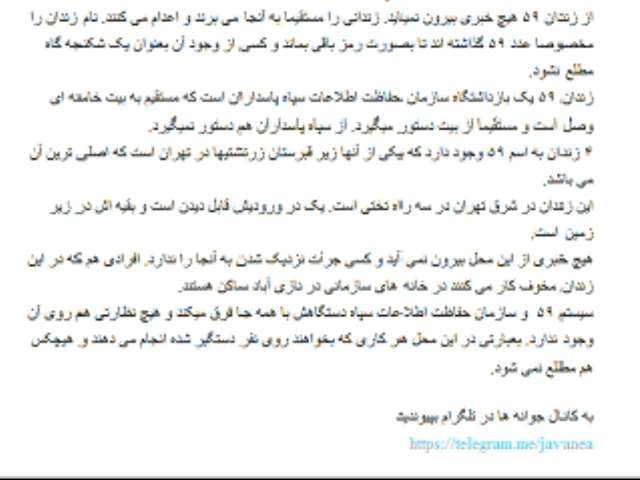 از زندان ۵۹ هیچ خبری بیرون نمیاید. زندانی را مستقیما به آنجا می برند و اعدام می کنند. نام زندان را
مخصوصا عدد ۵۹ گذاشته اند تا بصورت رمز باقی بماند و کسی از وجود آن بعنوان یک شکنجه گاه
مطلع نشود.
زندان ۵۹ یک بازداشتگاه سازمان حفاظت اطلاعات سپاه پاسداران است که مستقیم به بیت خامنه ای
وصل است و مستقیما از بیت دستور میگیرد. از سپاه پاسداران هم دستور نمیگیرد.
۴ زندان به اسم ۵۹ وجود دارد که یکی از آنها زیر قبرستان زرتشتیها در تهران است که اصلی ترین آن
می باشد.
این زندان در شرق تهران در سه راه تختی است. یک در ورودیش قابل دیدن است و بقیه اش در زیر
زمین است.
هیچ خبری از این محل بیرون نمی آید و کسی جرأت نزدیک شدن به آنجا را ندارد. افرادی هم که در این
زندان مخوف کار می کنند در خانه های سازمانی در نازی آباد ساکن هستند.
سیستم ۵۹ و سازمان حفاظت اطلاعات سپاه دستگاهش با همه جا فرق میکند و هیچ نظارتی هم روی آن
وجود ندارد. بعبارتی در این محل هر کاری که بخواهند روی نفر دستگیر شده انجام می دهند و هیچکس
هم مطلع نمی شود.
به کانال جوانه ها در تلگرام بپیوندید
https://telegram.me/javanea